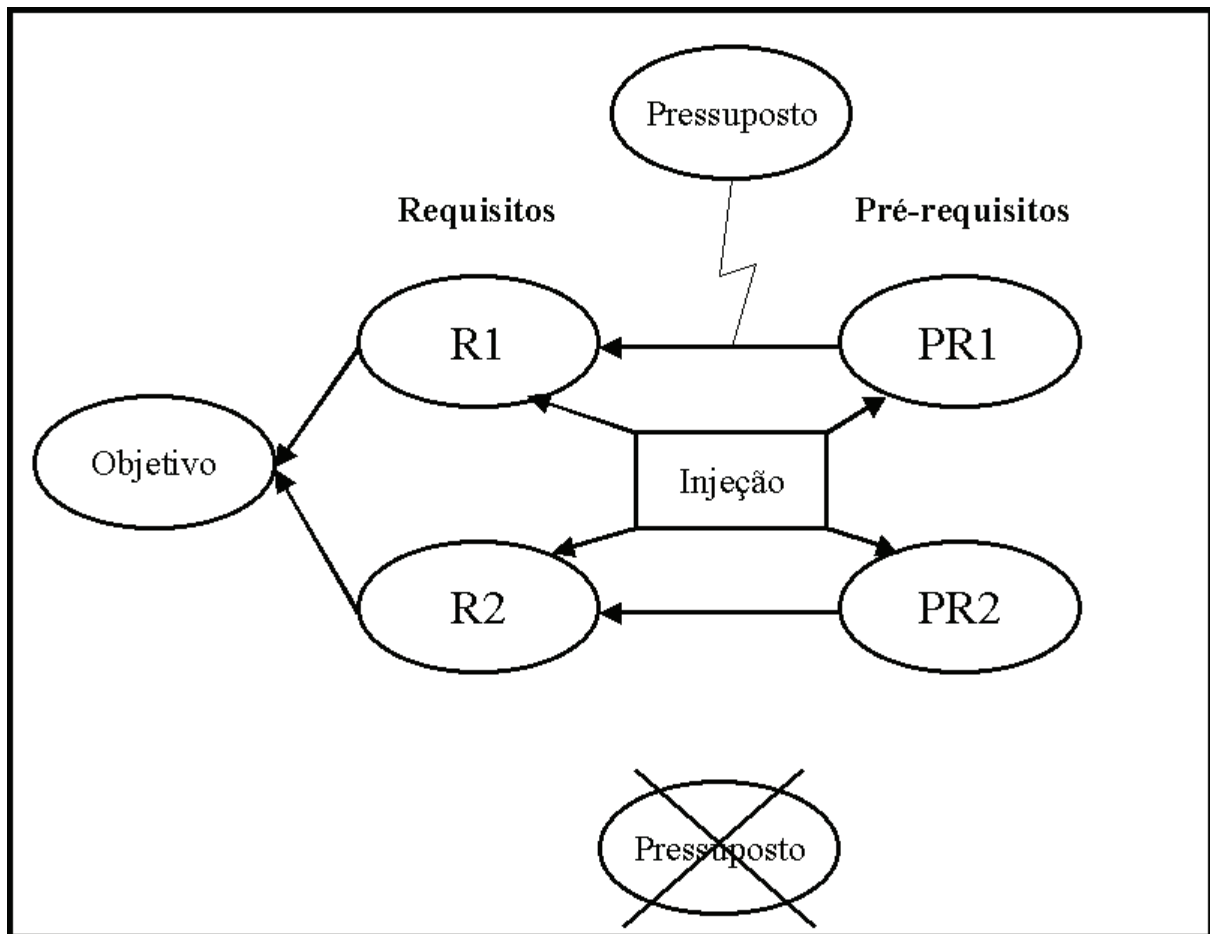 Pressuposto
Requisitos
Pré-requisitos
R1
PR1
Objetivo
Injeção
R2
PR2
Pressuposto